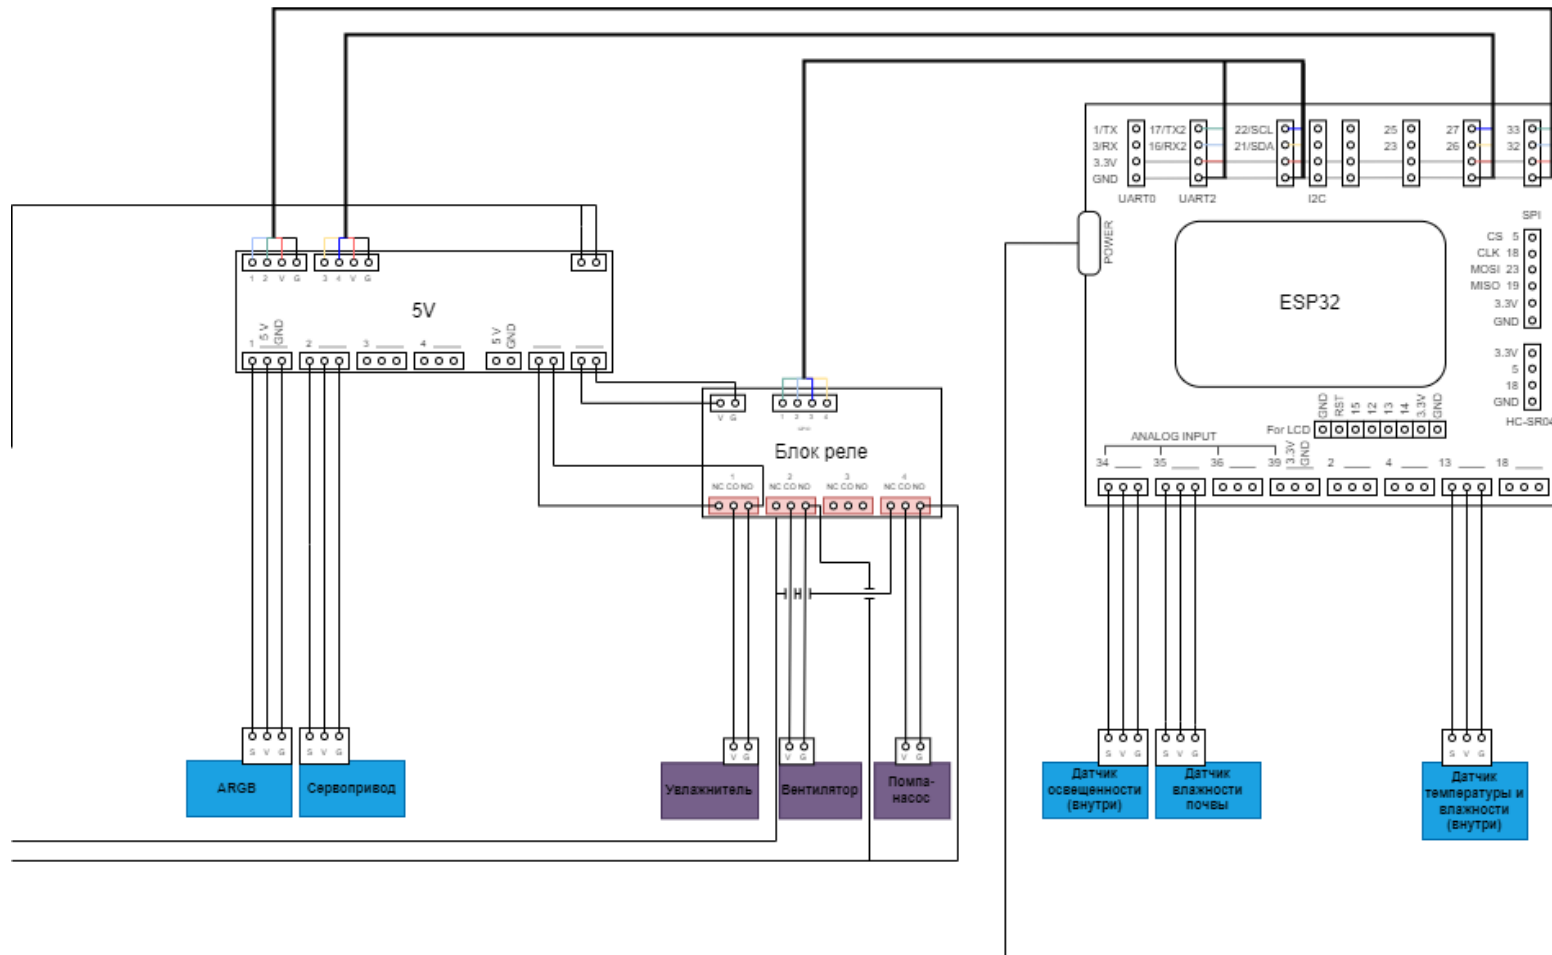 1/TX
3/RX
3.3V
GND
UART0
17/TX2
16/RX2
UART2
22/SCL
21/SDA
I2C
25
23
27
26
33
32
POWER
ESP32
SPI
CS 5
CLK 18
MOSI 23
MISO 19
3.3V
GND
3.3V
5
18
GND
HC-SR04
For LCD
GND
RST
15
12
13
14
3.3V
GND
ANALOG INPUT
34
35
36
39
3.3V
GND
2
4
13
18
1 2 V G
3 4 V G
5V
1
5 V
GND
2
3
4
5 V
GND
V G
1 2 3 4
Блок реле
1
NC CO NO
2
NC CO NO
3
NC CO NO
4
NC CO NO
S V G
ARGB
S V G
Сервопривод
V G
Увлажнитель
V G
Вентилятор
V G
Помпа-
насос
S V G
Датчик
освещенности
(внутри)
S V G
Датчик
влажности
почвы
S V G
Датчик
температуры и
влажности
(внутри)